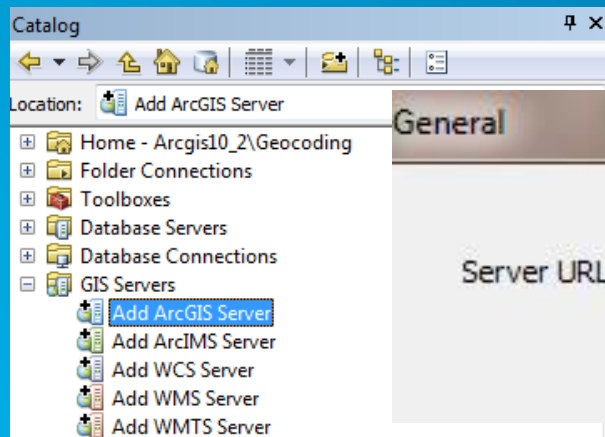 Catalog
Location: Add ArcGIS Server
Home - Arcgis10_2\Geocoding
Folder Connections
Toolboxes
Database Servers
Database Connections
GIS Servers
Add ArcGIS Server
Add ArcIMS Server
Add WCS Server
Add WMS Server
Add WMTS Server
General
Server URL